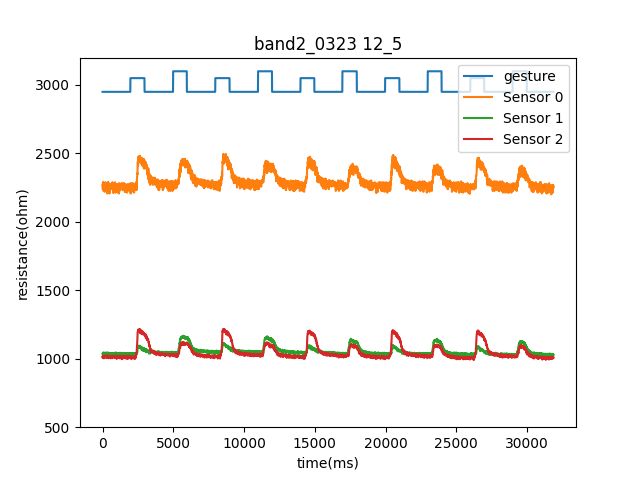 band2_0323 12_5
gesture
Sensor 0
Sensor 1
Sensor 2
resistance(ohm)
3000
2500
2000
1500
1000
500
0 5000 10000 15000 20000 25000 30000
time(ms)